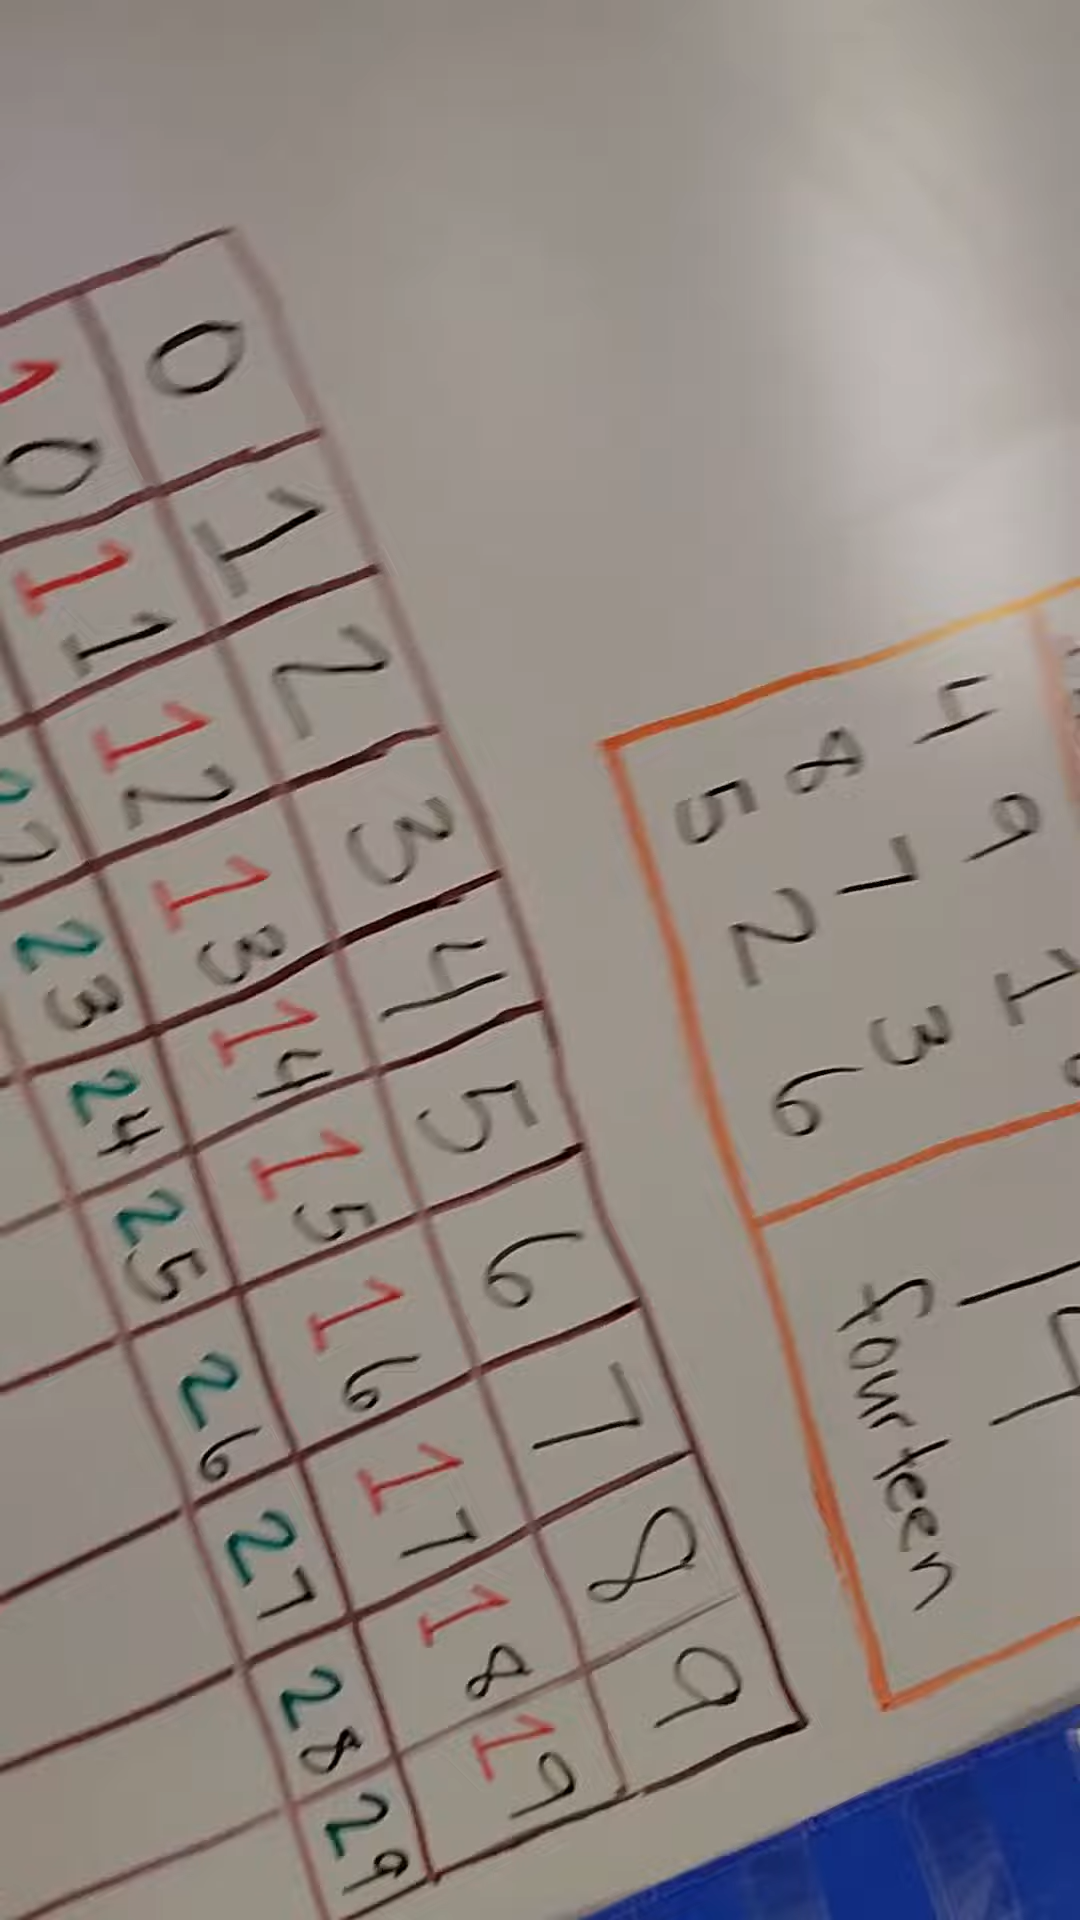 4 9 1
8 7 3
5 2 6
14
fourteen
0 1 2 3 4 5 6 7 8 9
10 11 12 13 14 15 16 17 18 19
22 23 24 25 26 27 28 29